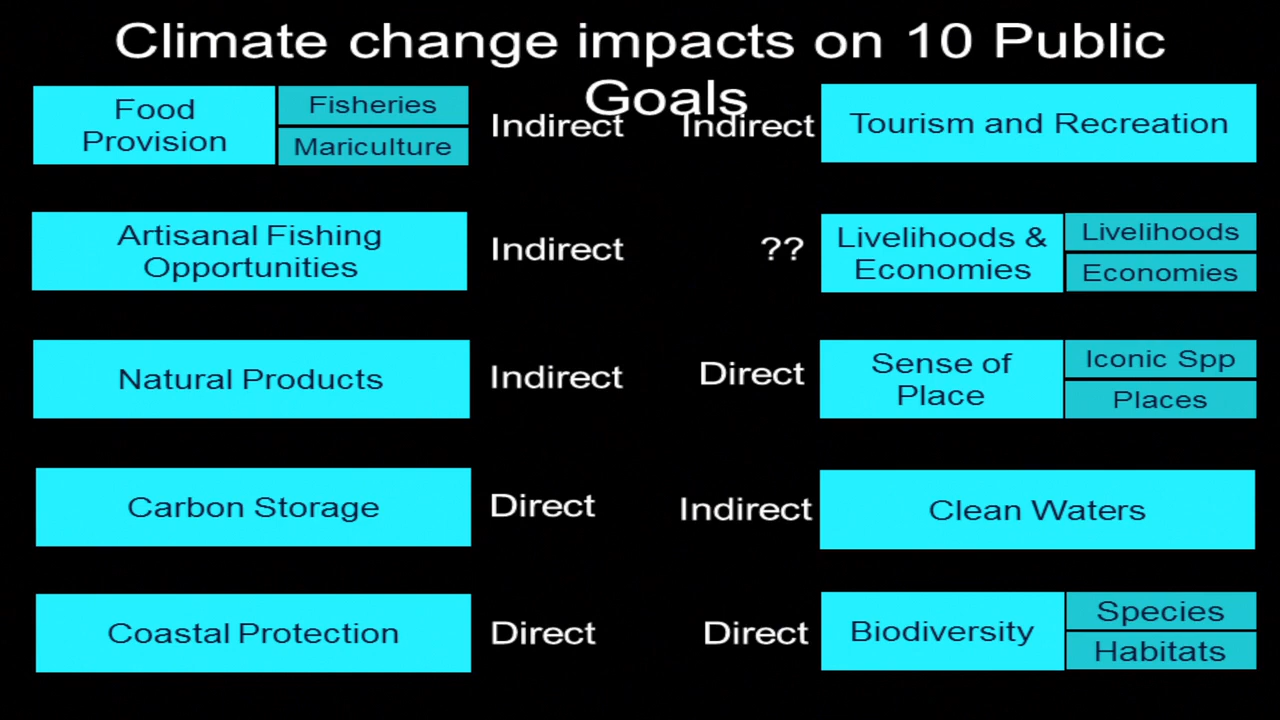 Climate change impacts on 10 Public
Goals
Food
Provision
Fisheries
Mariculture
Indirect
Indirect
Tourism and Recreation
Artisanal Fishing
Opportunities
Indirect
??
Livelihoods &
Economies
Livelihoods
Economies
Natural Products
Indirect
Direct
Sense of
Place
Iconic Spp
Places
Carbon Storage
Direct
Indirect
Clean Waters
Coastal Protection
Direct
Direct
Biodiversity
Species
Habitats